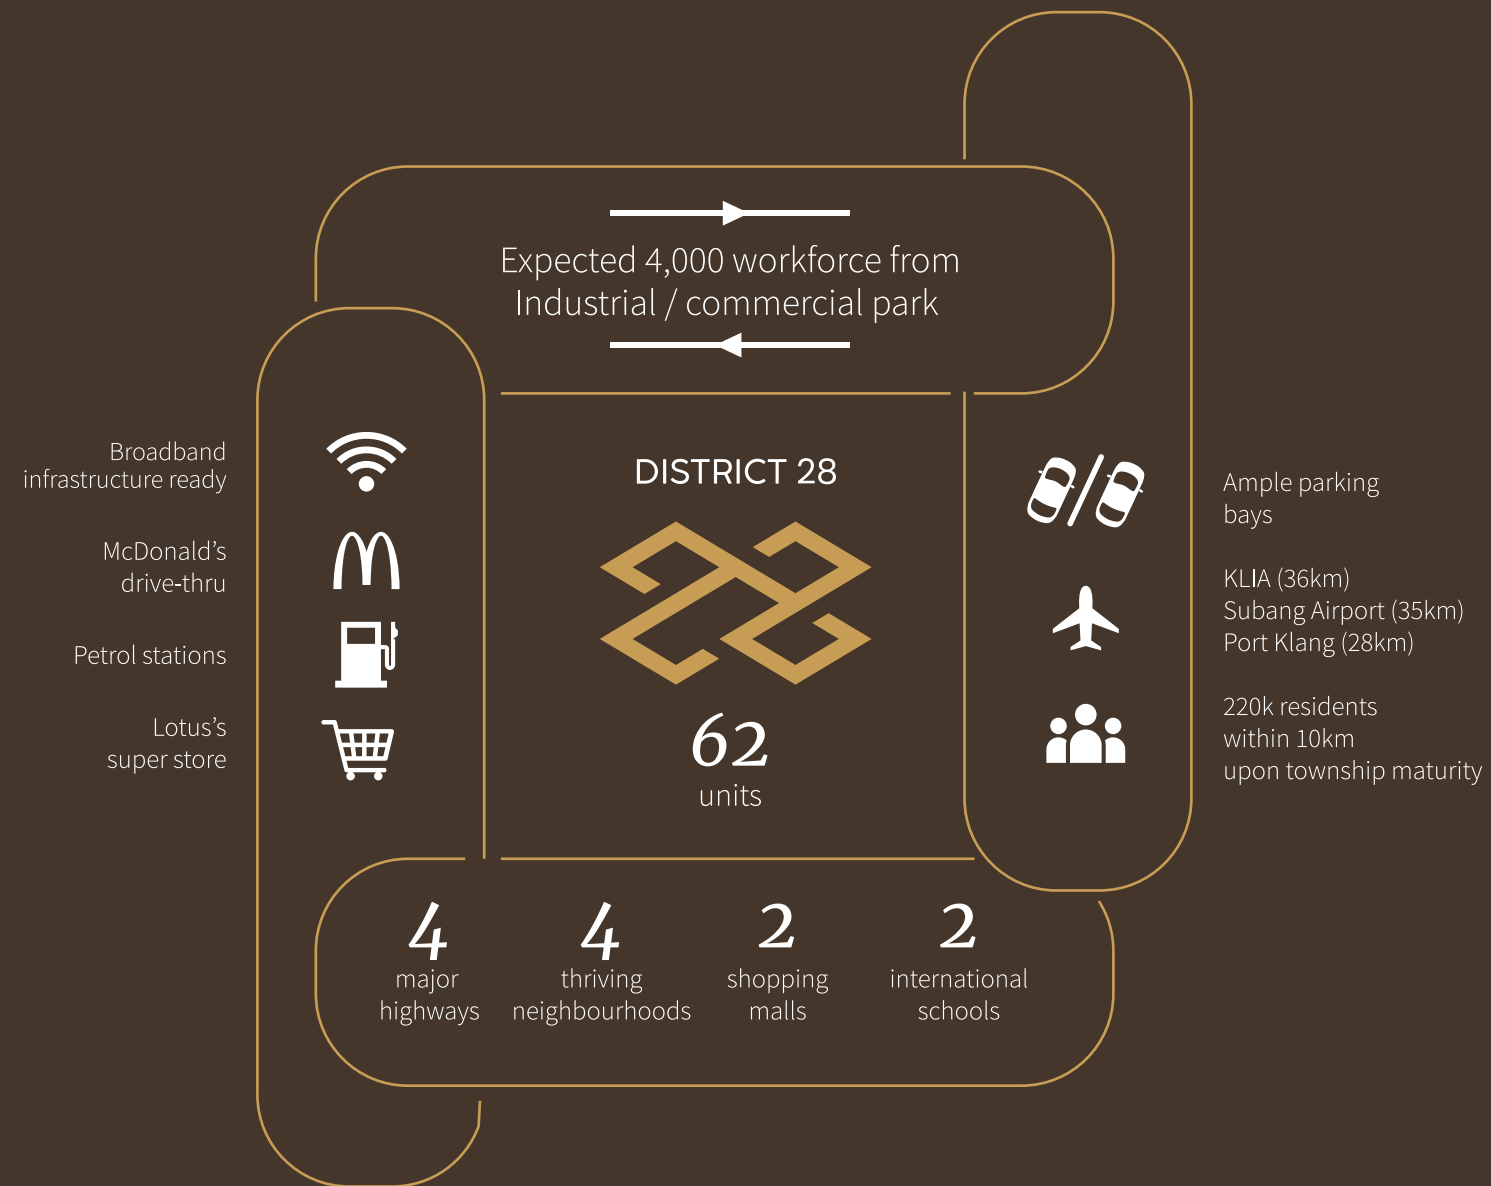 Expected 4,000 workforce from
Industrial / commercial park
Broadband
infrastructure ready
McDonald’s
drive-thru
Petrol stations
Lotus’s
super store
DISTRICT 28
62
units
Ample parking
bays
KLIA (36km)
Subang Airport (35km)
Port Klang (28km)
220k residents
within 10km
upon township maturity
4
major
highways
4
thriving
neighbourhoods
2
shopping
malls
2
international
schools